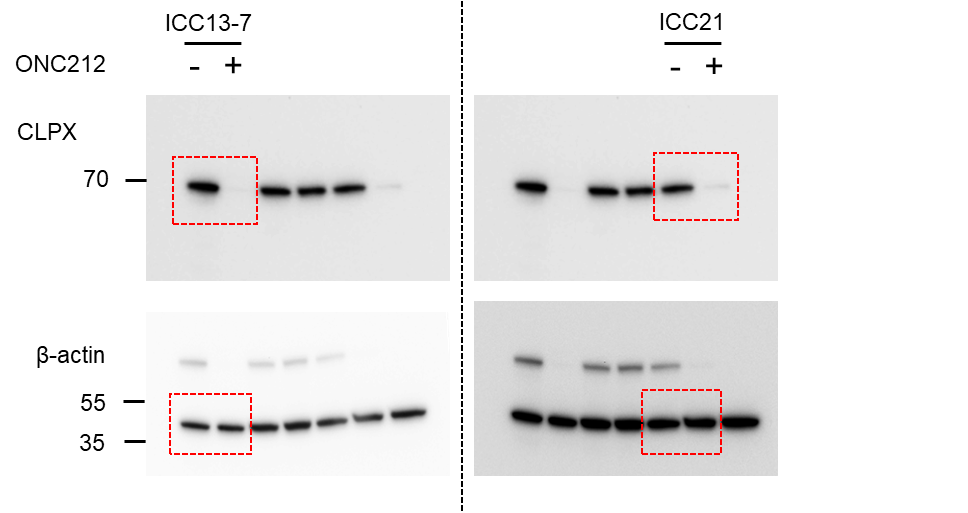 ICC13-7 ICC21
ONC212 - + - +
CLPX
70
β-actin
55
35